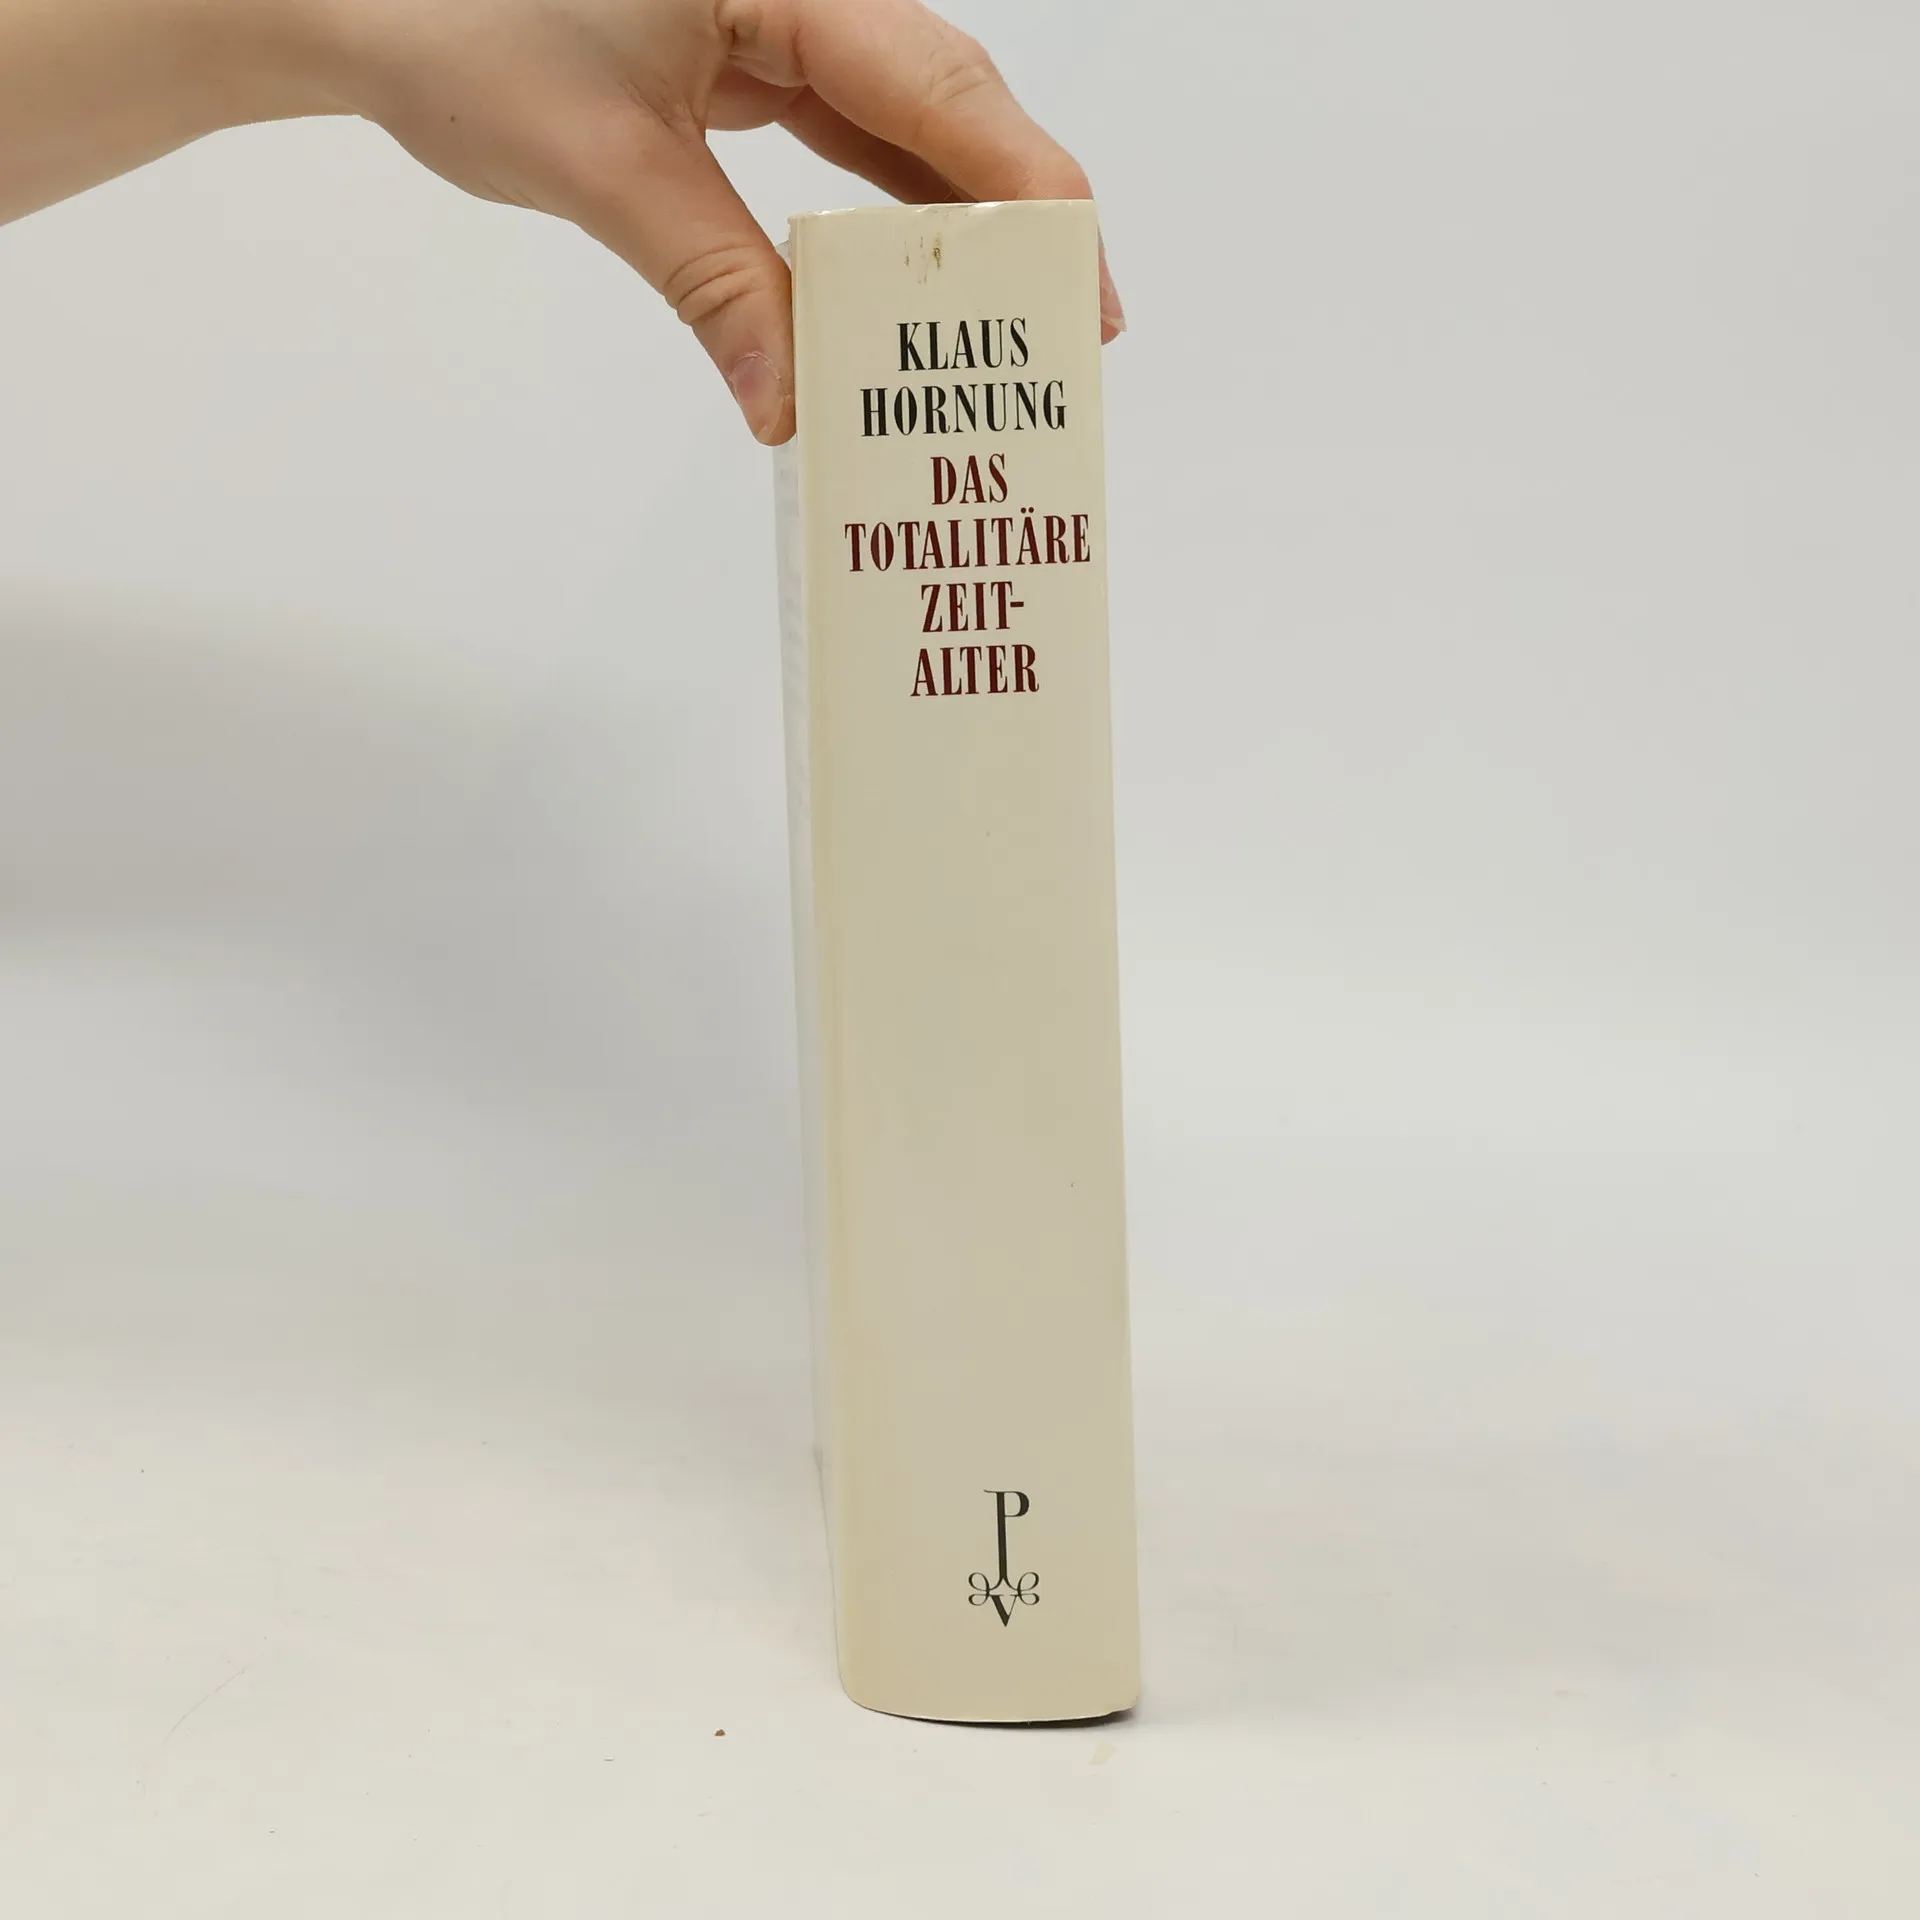 KLAUS
HORNUNG
DAS
TOTALITÄRE
ZEIT-
ALTER
P
V